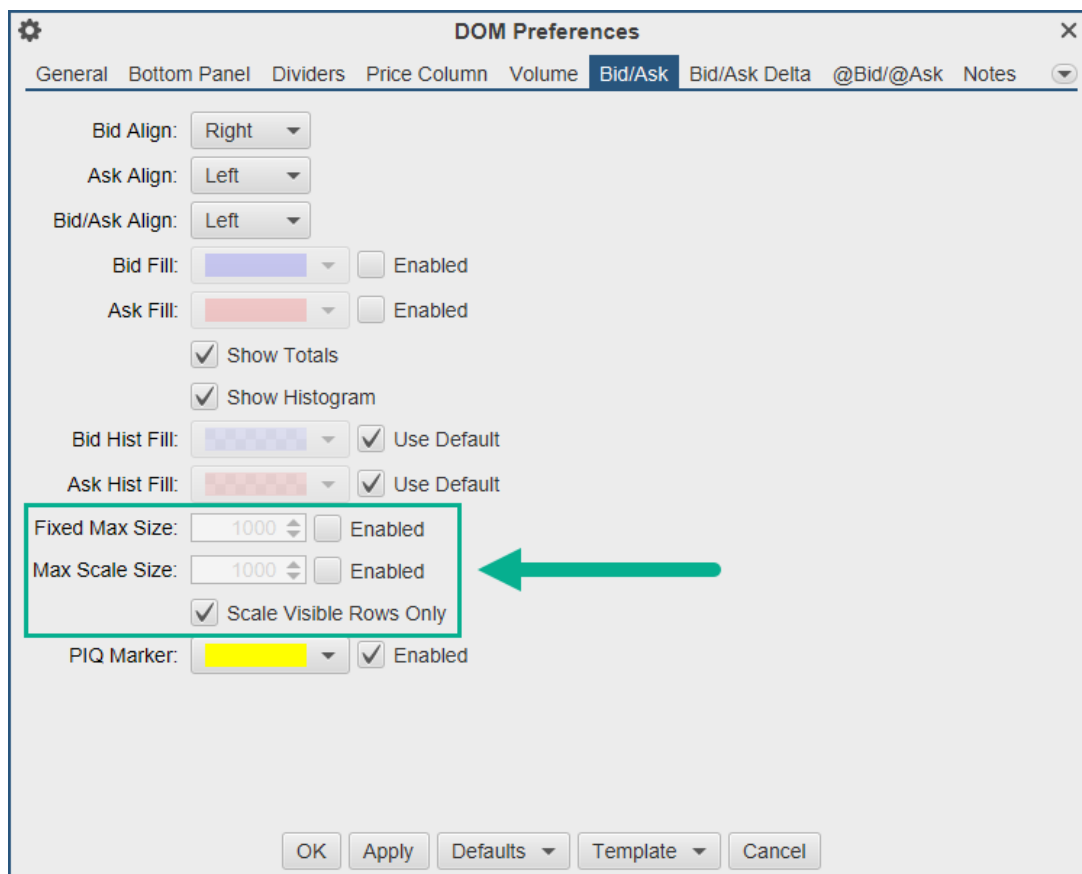 DOM Preferences
General Bottom Panel Dividers Price Column Volume Bid/Ask Bid/Ask Delta @Bid/@Ask Notes
Bid Align: Right
Ask Align: Left
Bid/Ask Align: Left
Bid Fill: Enabled
Ask Fill: Enabled
Show Totals
Show Histogram
Bid Hist Fill: Use Default
Ask Hist Fill: Use Default
Fixed Max Size: 1000 Enabled
Max Scale Size: 1000 Enabled
Scale Visible Rows Only
PIQ Marker: Enabled
OK Apply Defaults Template Cancel